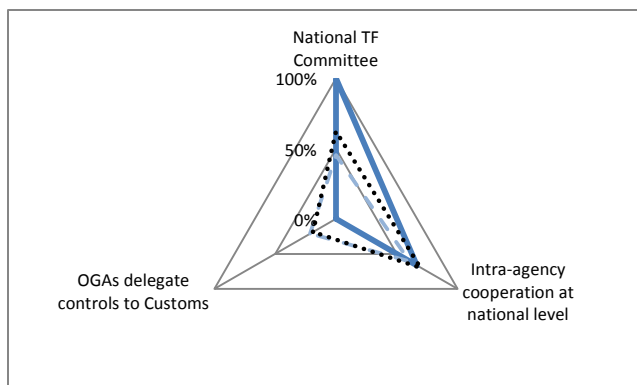 National TF
Committee
100%
50%
0%
OGAs delegate
controls to Customs
Intra-agency
cooperation at
national level